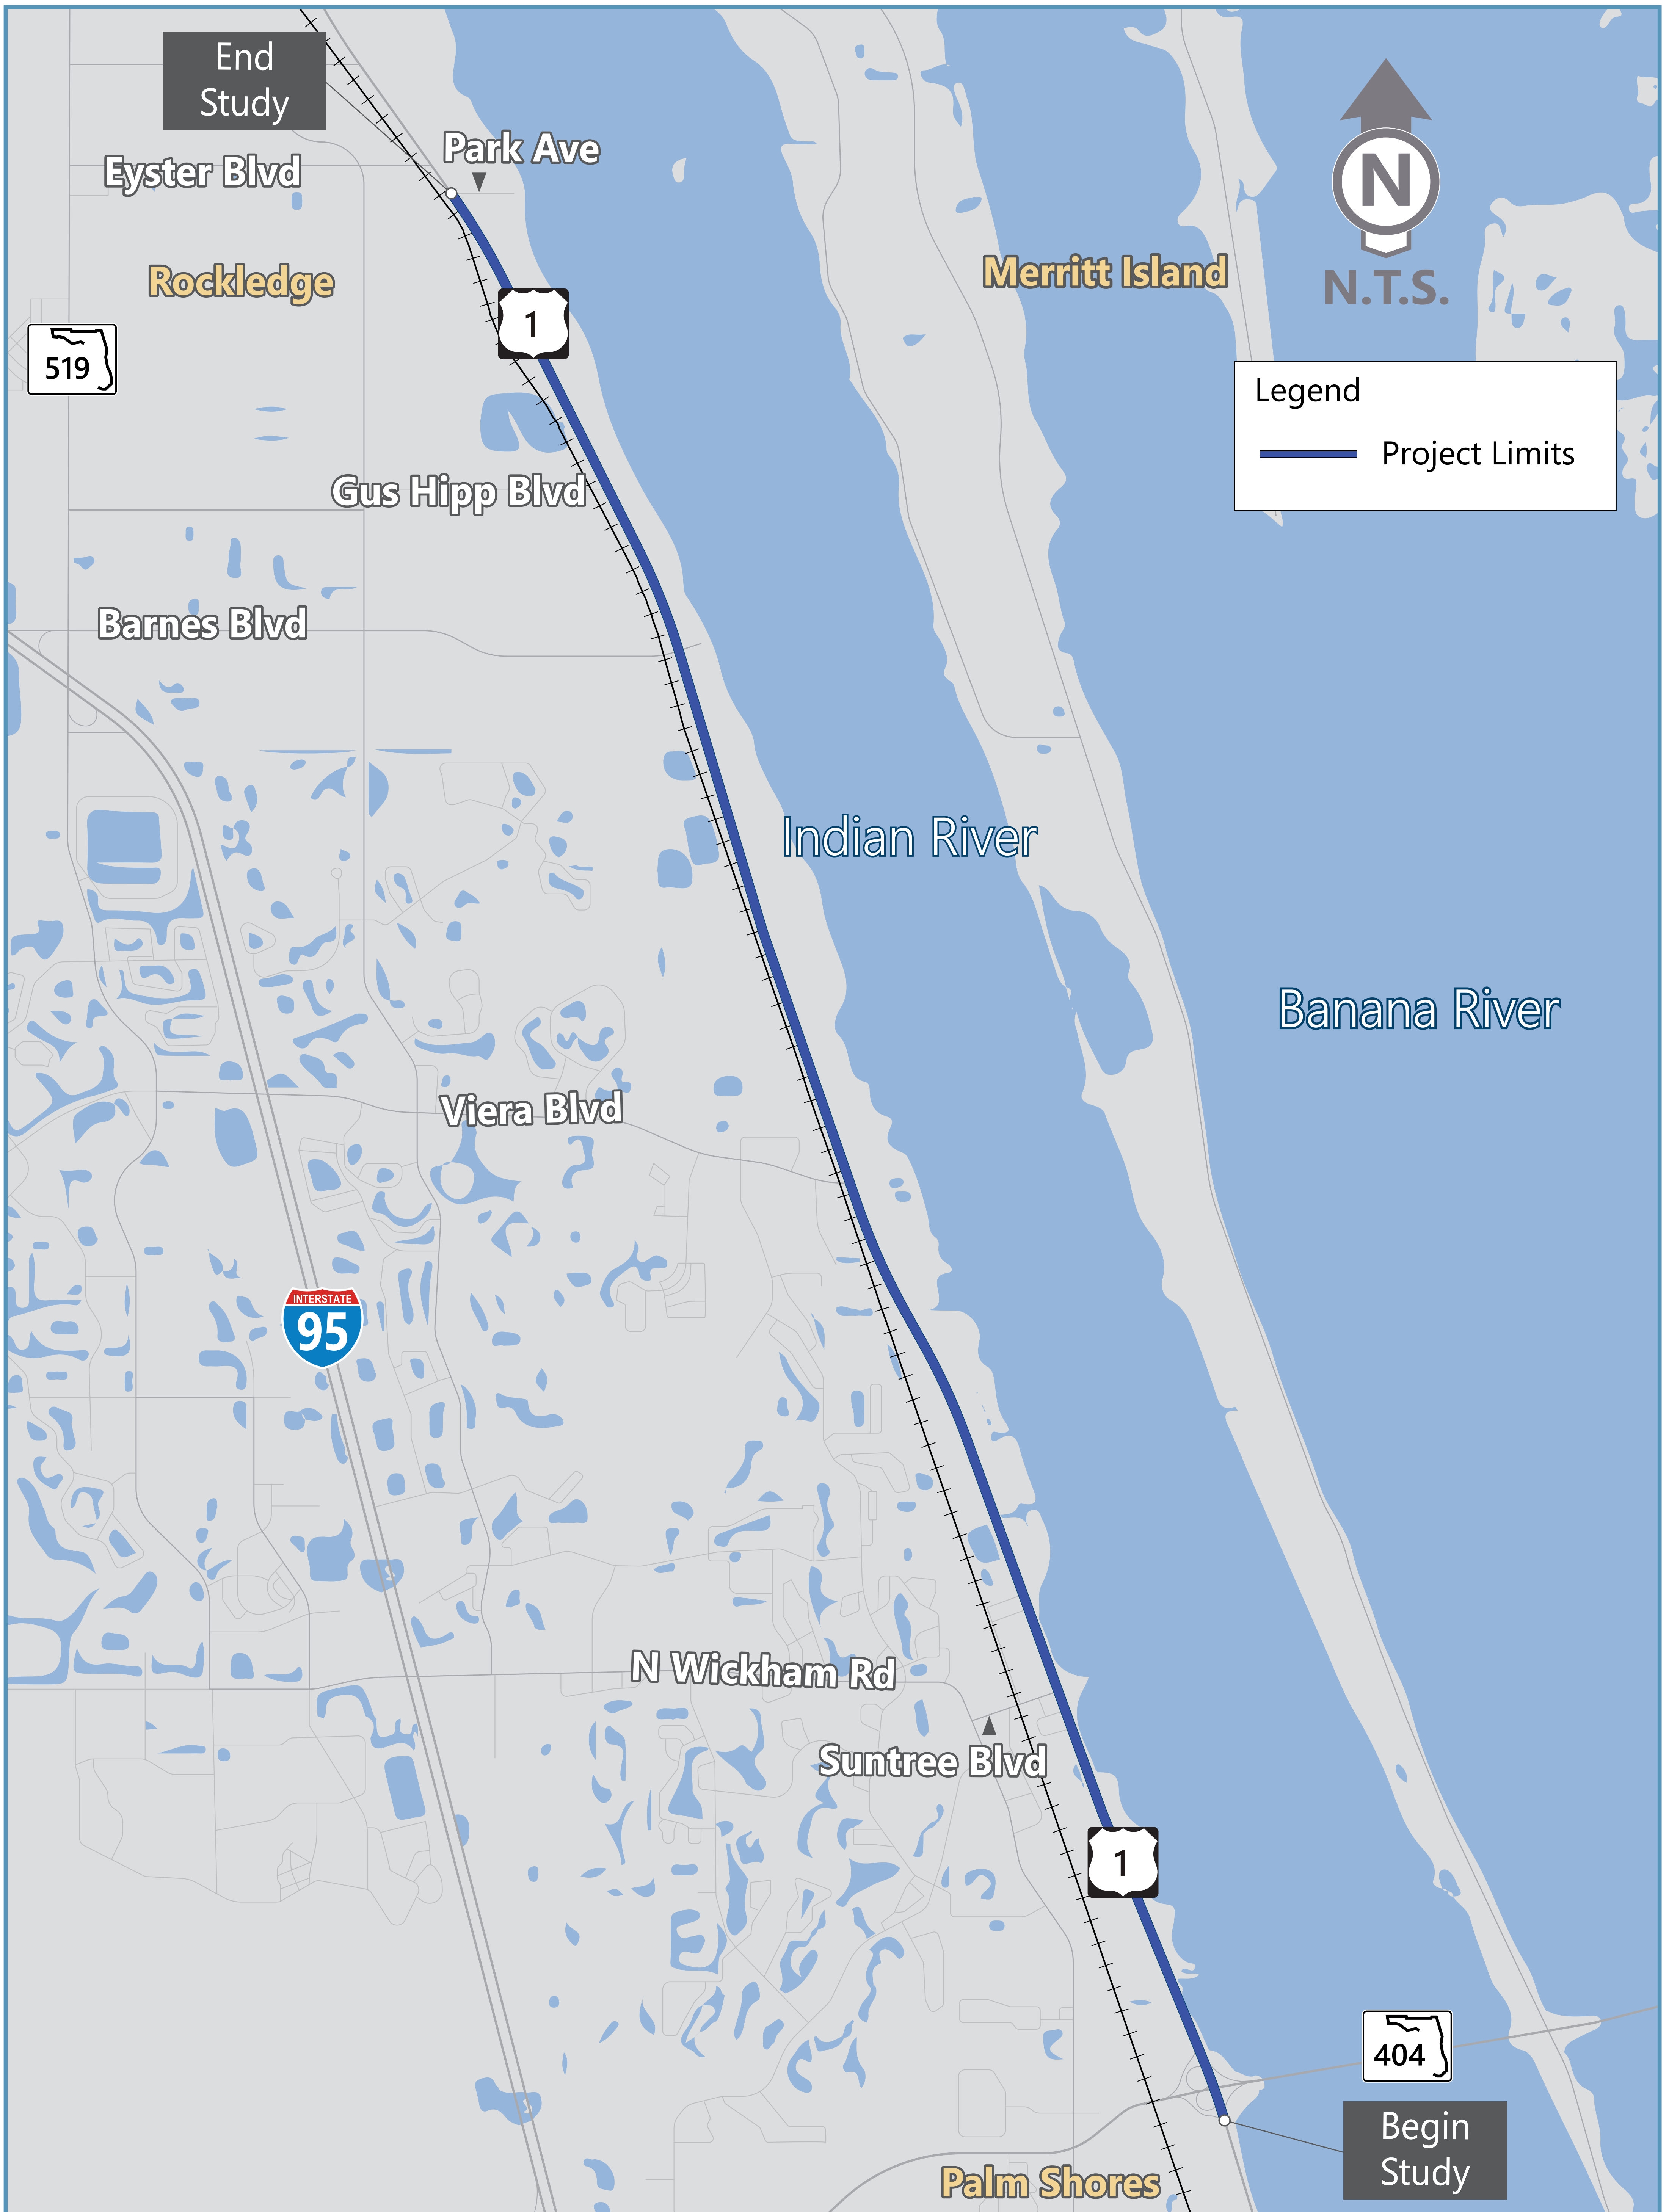 End
Study
Park Ave
Eyster Blvd
Rockledge
Merritt Island
N
N.T.S.
1
519
Legend
Project Limits
Gus Hipp Blvd
Barnes Blvd
Indian River
Banana River
Viera Blvd
INTERSTATE
95
N Wickham Rd
Suntree Blvd
1
404
Begin
Study
Palm Shores